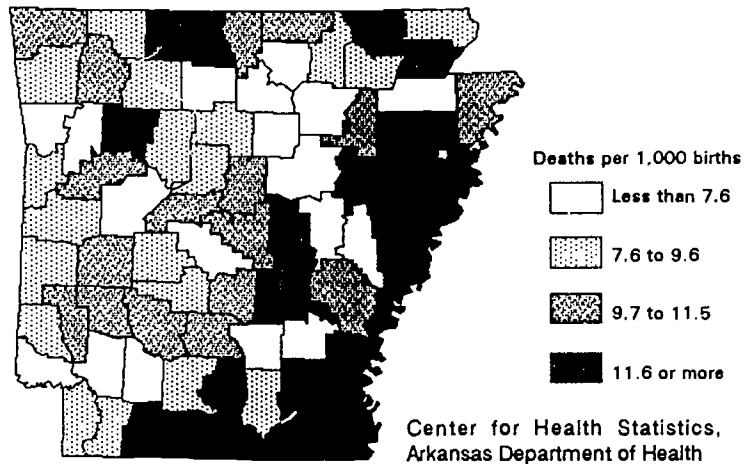 Deaths per 1,000 births
Less than 7.6
7.6 to 9.6
9.7 to 11.5
11.6 or more
Center for Health Statistics,
Arkansas Department of Health